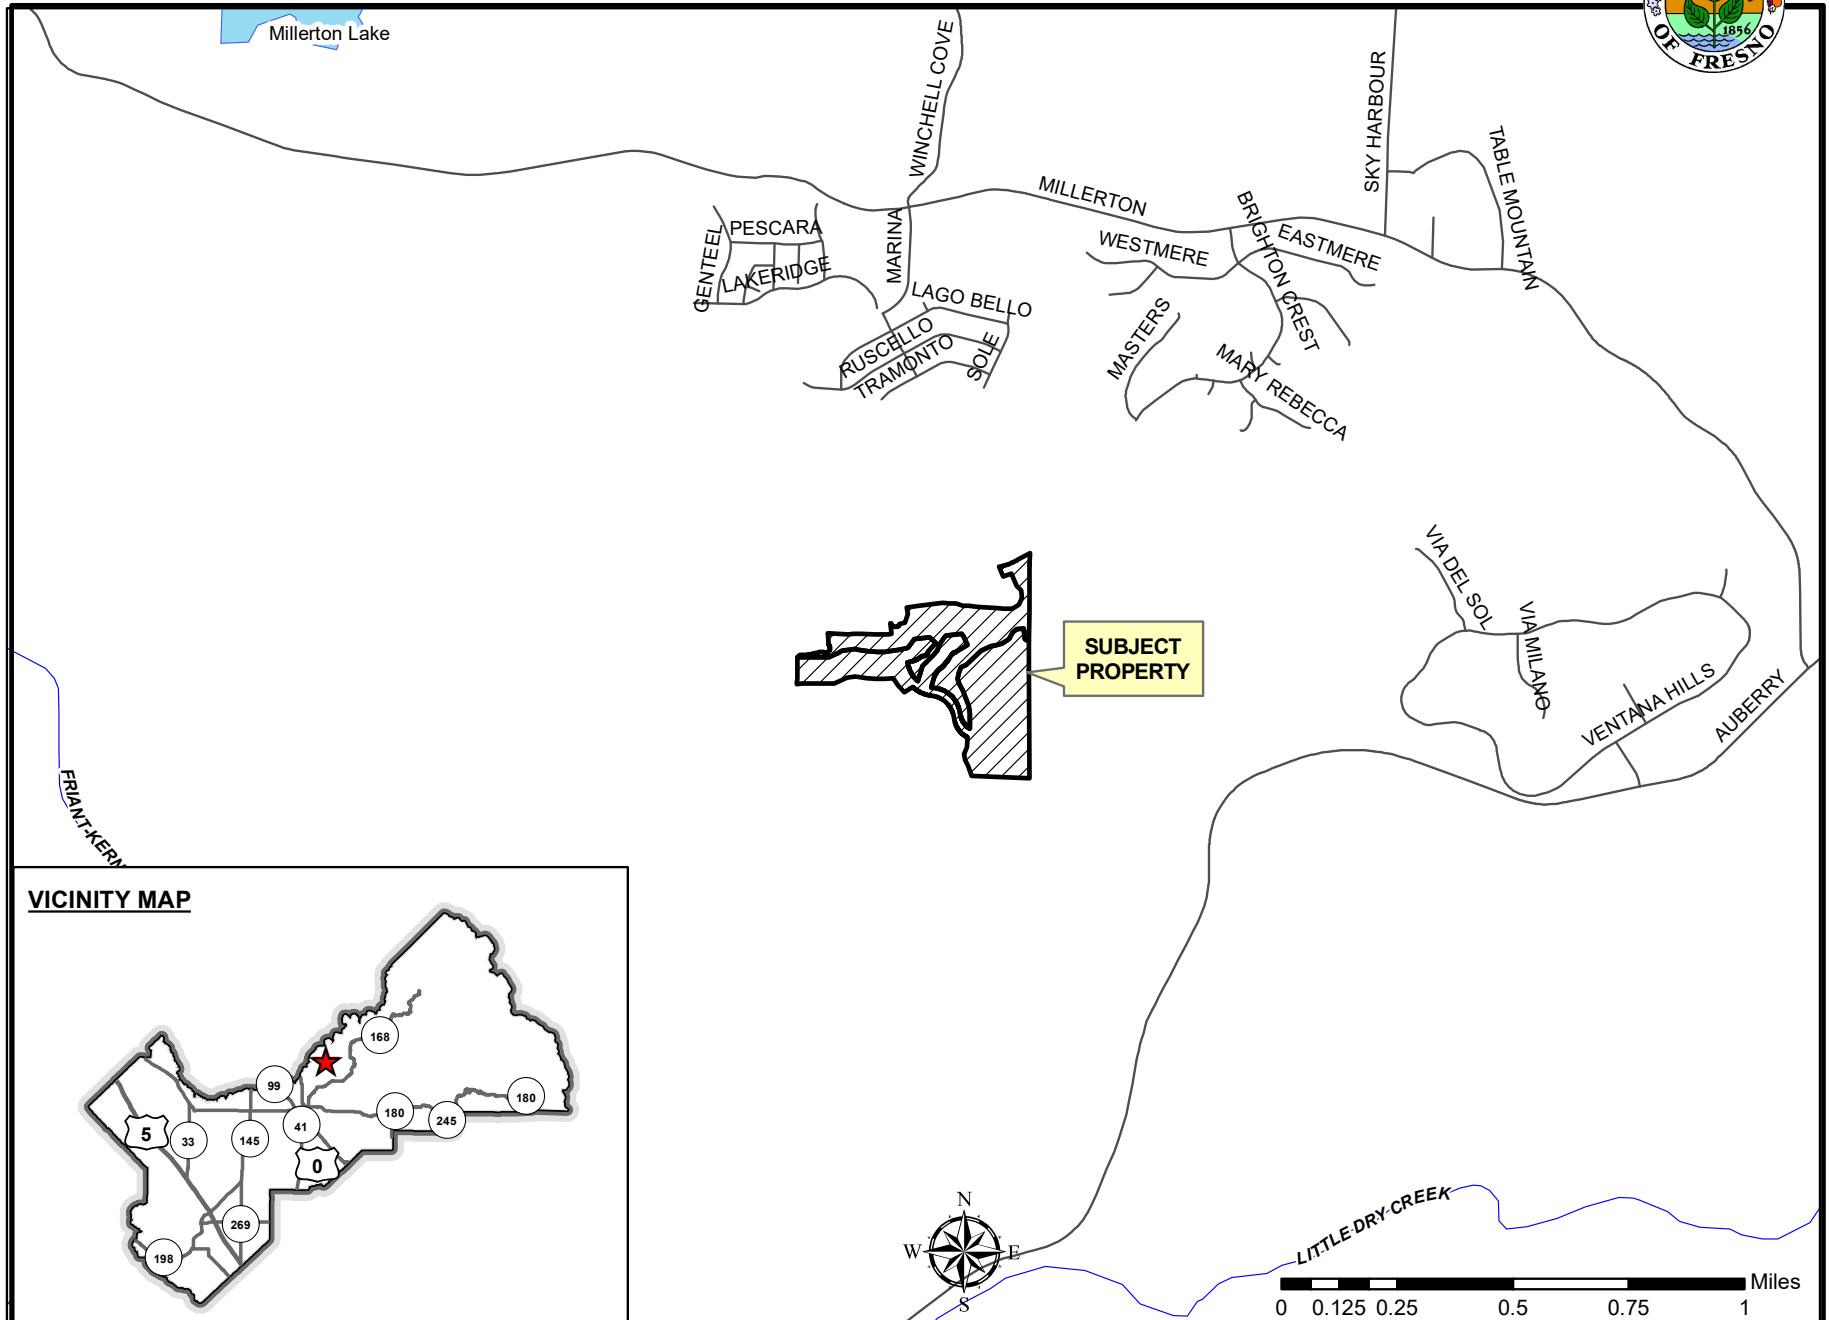 Millerton Lake
1856
OF FRESNO
WINCHELL COVE
SKY HARBOUR
TABLE MOUNTAIN
MILLERTON
BRIGHTON CREST
EASTMERE
WESTMERE
PESCARA
GENTEEL
LAKERIDGE
MARINA
LAGO BELLO
RUSCELLO
TRAMONTO
SOLE
MASTERS
MARY REBECCA
VIA DEL SOL
VIA MILANO
VENTANA HILLS
AUBERRY
SUBJECT
PROPERTY
FRIANT-KERN
VICINITY MAP
168
99
180
180
245
41
5
33
145
0
269
198
N
W
E
S
LITTLE DRY CREEK
Miles
0 0.125 0.25 0.5 0.75 1